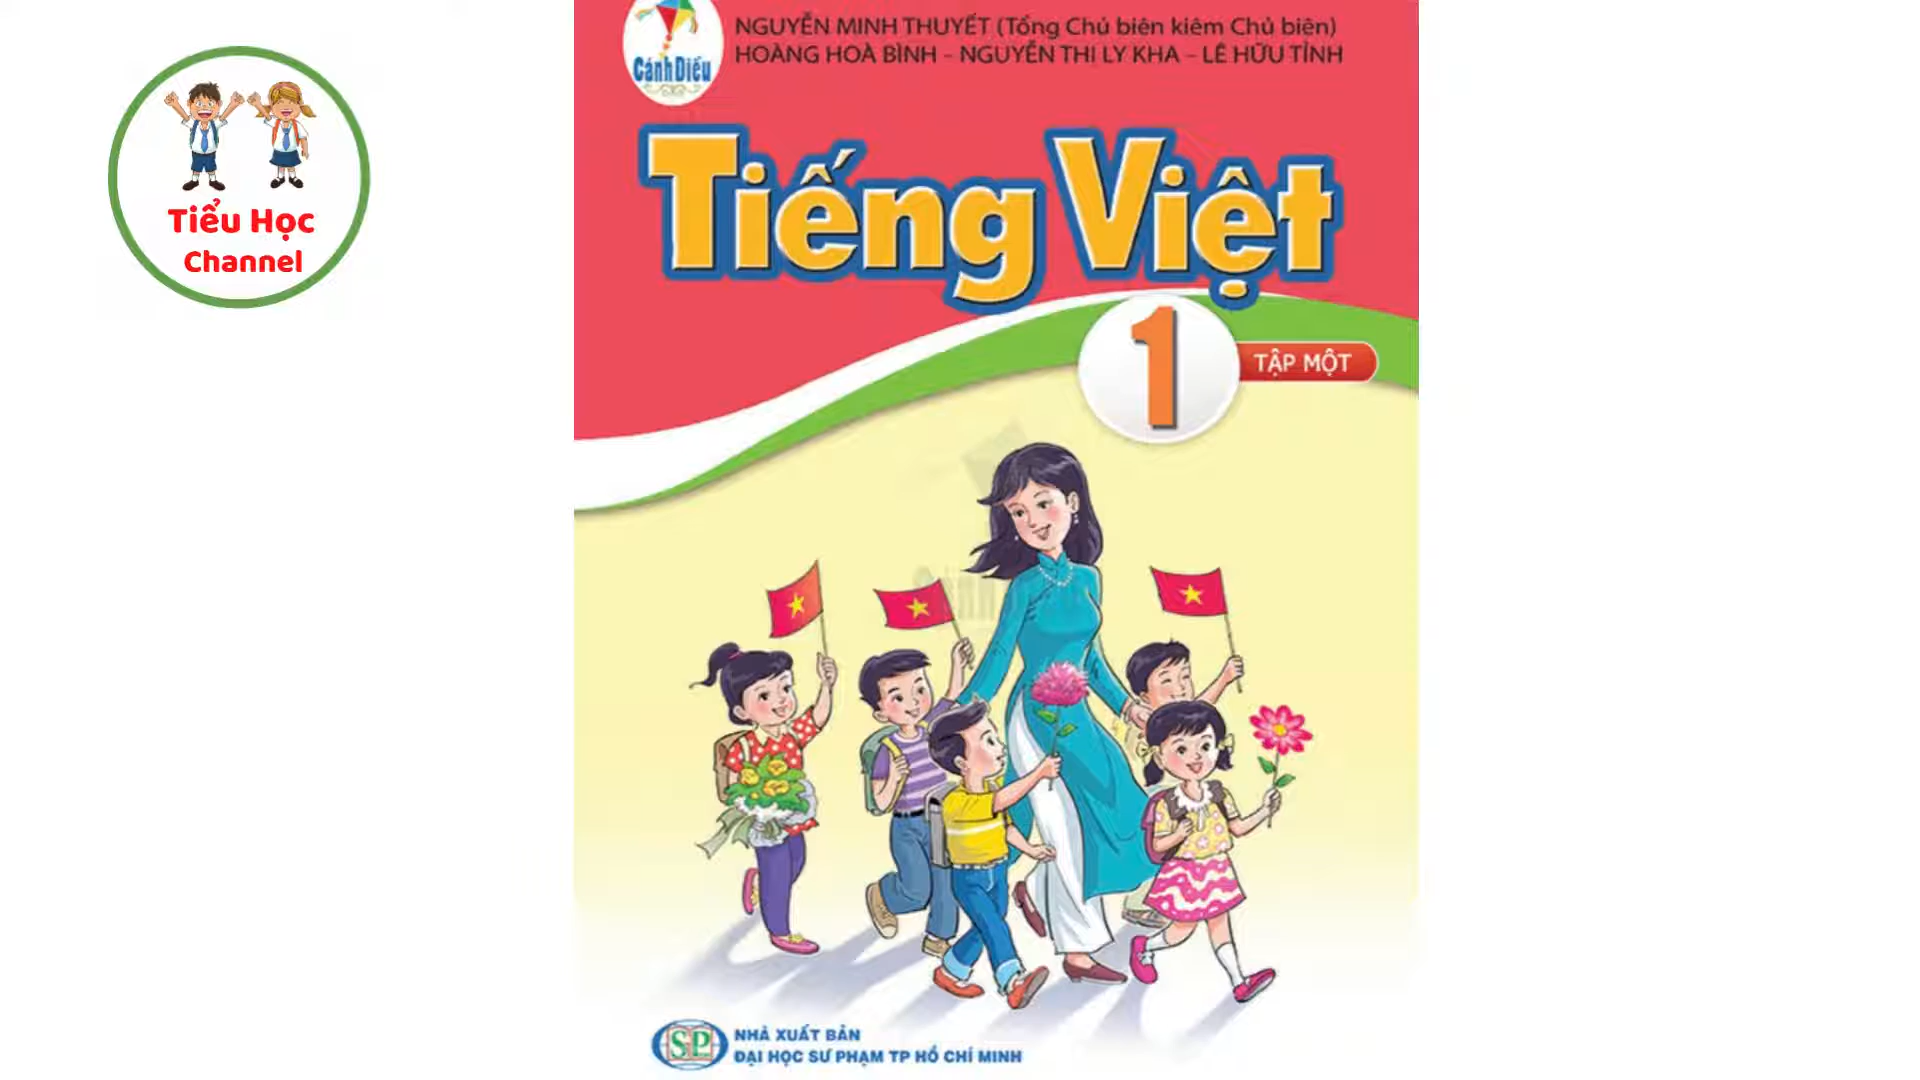 Tiểu Học
Channel
Cánh Diều
NGUYỄN MINH THUYẾT (Tổng Chủ biên kiêm Chủ biên)
HOÀNG HOÀ BÌNH – NGUYỄN THỊ LY KHA – LÊ HỮU TỈNH
Tiếng Việt
1
TẬP MỘT
SP
NHÀ XUẤT BẢN
ĐẠI HỌC SƯ PHẠM TP HỒ CHÍ MINH